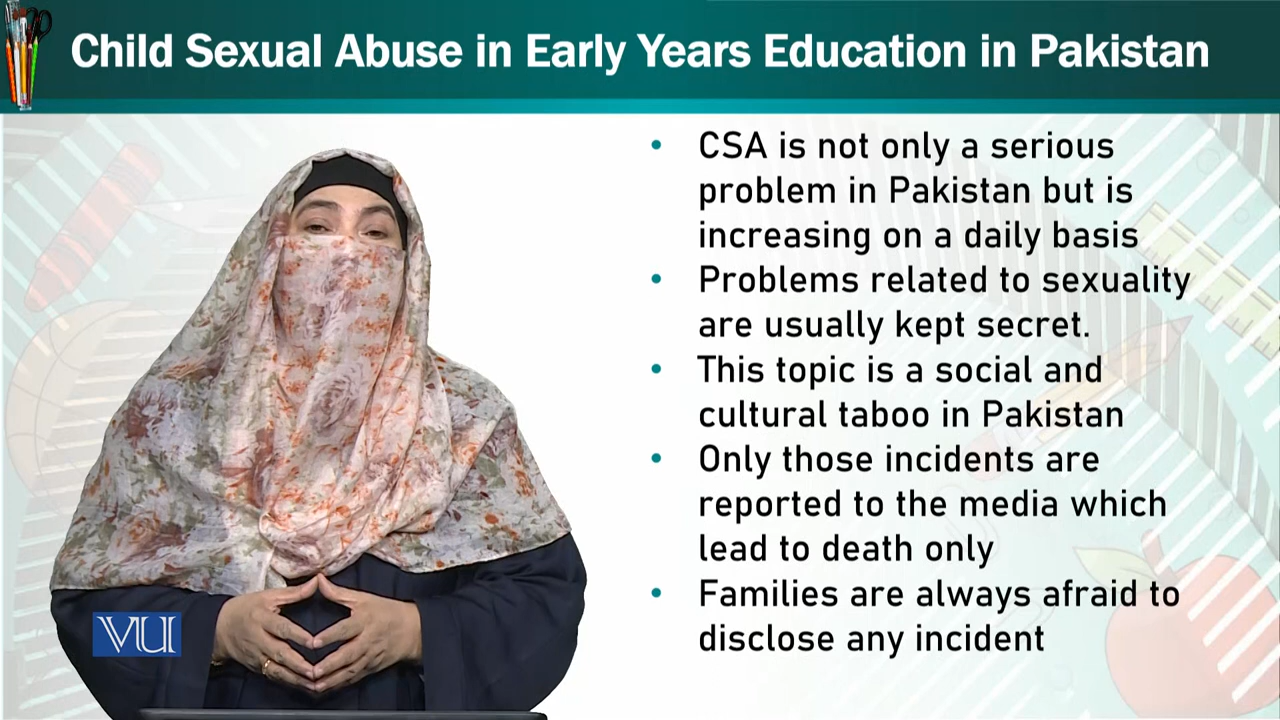 Child Sexual Abuse in Early Years Education in Pakistan
• CSA is not only a serious
problem in Pakistan but is
increasing on a daily basis
• Problems related to sexuality
are usually kept secret.
• This topic is a social and
cultural taboo in Pakistan
• Only those incidents are
reported to the media which
lead to death only
• Families are always afraid to
disclose any incident
VU